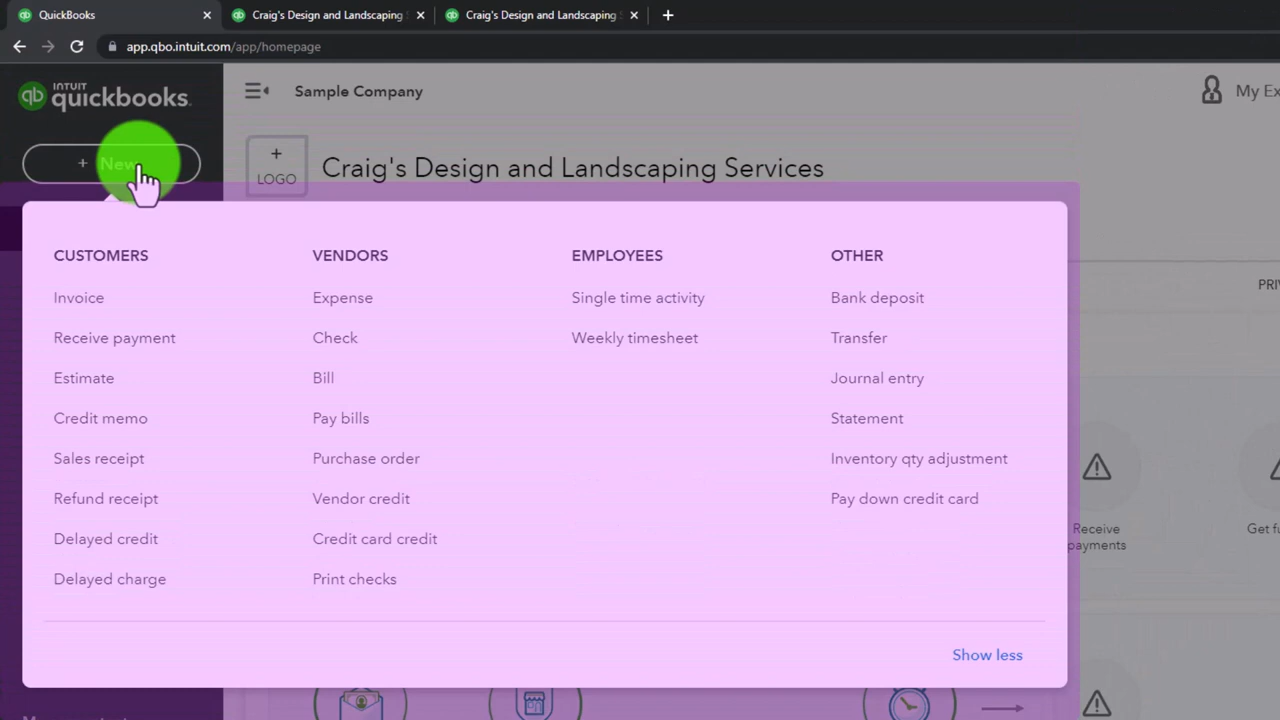 QuickBooks
Craig's Design and Landscaping
Craig's Design and Landscaping
app.qbo.intuit.com/app/homepage
INTUIT
quickbooks.
Sample Company
+ New
+
LOGO
Craig's Design and Landscaping Services
CUSTOMERS
Invoice
Receive payment
Estimate
Credit memo
Sales receipt
Refund receipt
Delayed credit
Delayed charge
VENDORS
Expense
Check
Bill
Pay bills
Purchase order
Vendor credit
Credit card credit
Print checks
EMPLOYEES
Single time activity
Weekly timesheet
OTHER
Bank deposit
Transfer
Journal entry
Statement
Inventory qty adjustment
Pay down credit card
Show less
Receive
payments
Get
My